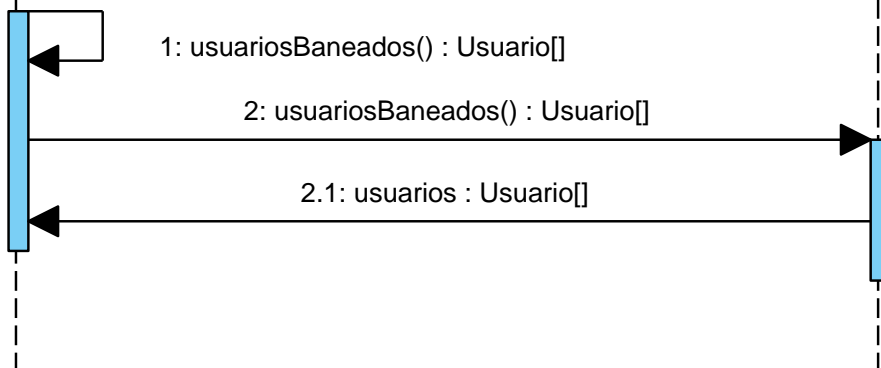 1: usuariosBaneados() : Usuario[]
2: usuariosBaneados() : Usuario[]
2.1: usuarios : Usuario[]